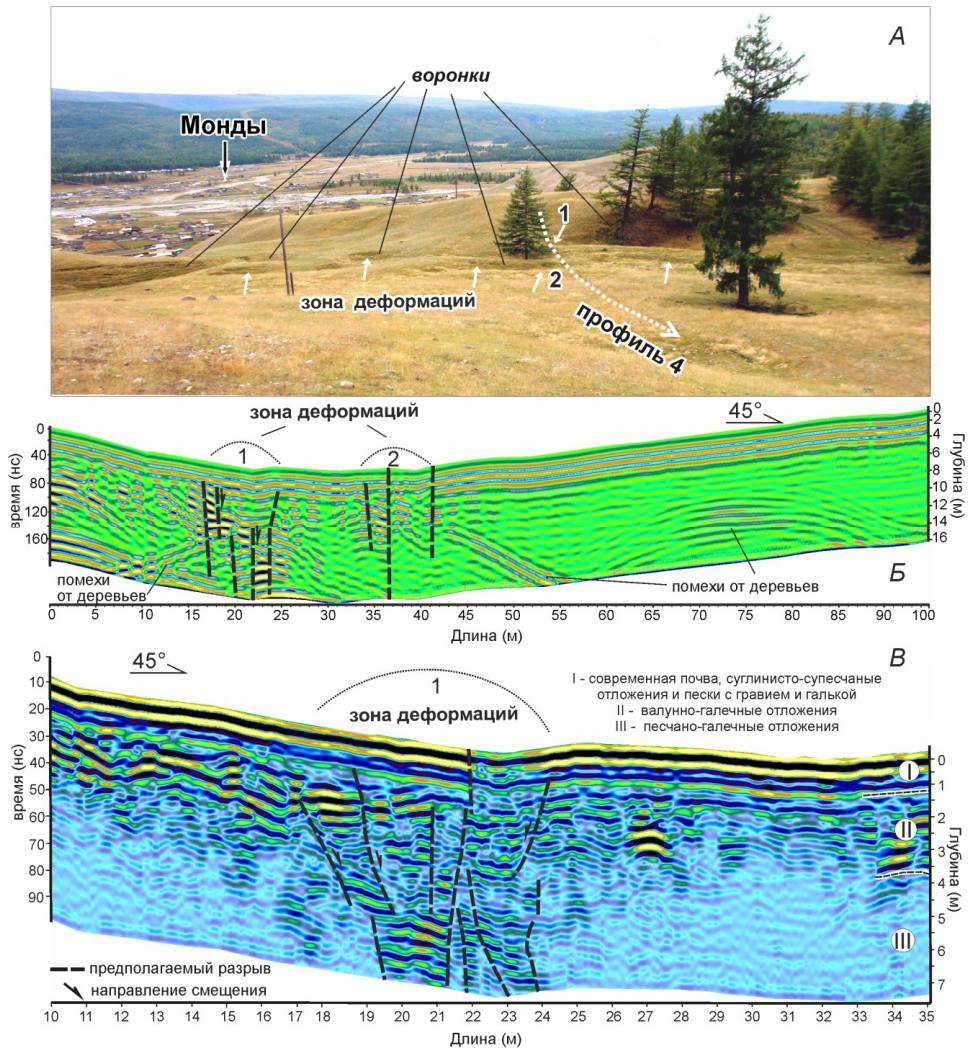 А
воронки
Монды
1
2
зона деформаций
профиль 4
зона деформаций
45°
1
2
время (нс)
0
40
80
120
160
Глубина (м)
0
2
4
6
8
10
12
14
16
помехи
от деревьев
помехи от деревьев
Б
0 5 10 15 20 25 30 35 40 45 50 55 60 65 70 75 80 85 90 95 100
Длина (м)
В
45°
1
зона деформаций
I - современная почва, суглинисто-супесчаные
отложения и пески с гравием и галькой
II - валунно-галечные отложения
III - песчано-галечные отложения
время (нс)
0
10
20
30
40
50
60
70
80
90
Глубина (м)
0
1
2
3
4
5
6
7
I
II
III
предполагаемый разрыв
направление смещения
10 11 12 13 14 15 16 17 18 19 20 21 22 23 24 25 26 27 28 29 30 31 32 33 34 35
Длина (м)